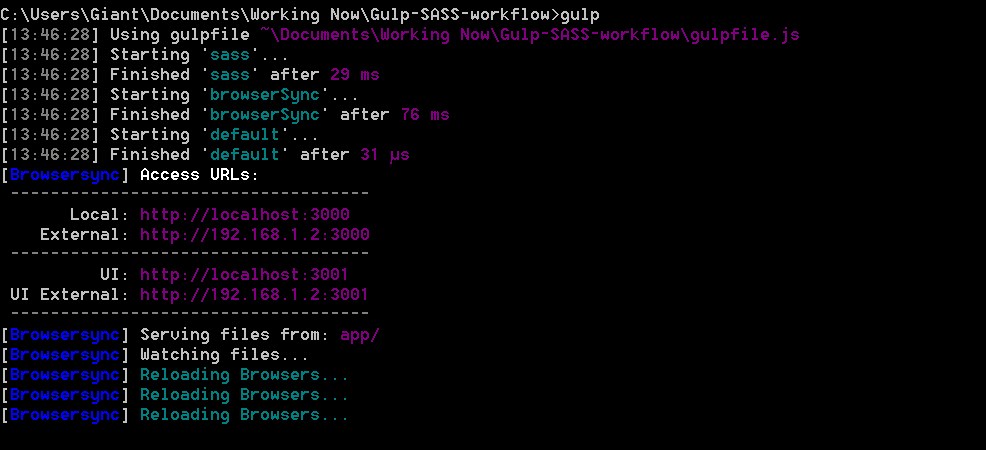 C:\Users\Giant\Documents\Working Now\Gulp-SASS-workflow>gulp
[13:46:28] Using gulpfile ~\Documents\Working Now\Gulp-SASS-workflow\gulpfile.js
[13:46:28] Starting 'sass'...
[13:46:28] Finished 'sass' after 29 ms
[13:46:28] Starting 'browserSync'...
[13:46:28] Finished 'browserSync' after 76 ms
[13:46:28] Starting 'default'...
[13:46:28] Finished 'default' after 31 µs
[Browsersync] Access URLs:
------------------------------------
Local: http://localhost:3000
External: http://192.168.1.2:3000
------------------------------------
UI: http://localhost:3001
UI External: http://192.168.1.2:3001
------------------------------------
[Browsersync] Serving files from: app/
[Browsersync] Watching files...
[Browsersync] Reloading Browsers...
[Browsersync] Reloading Browsers...
[Browsersync] Reloading Browsers...